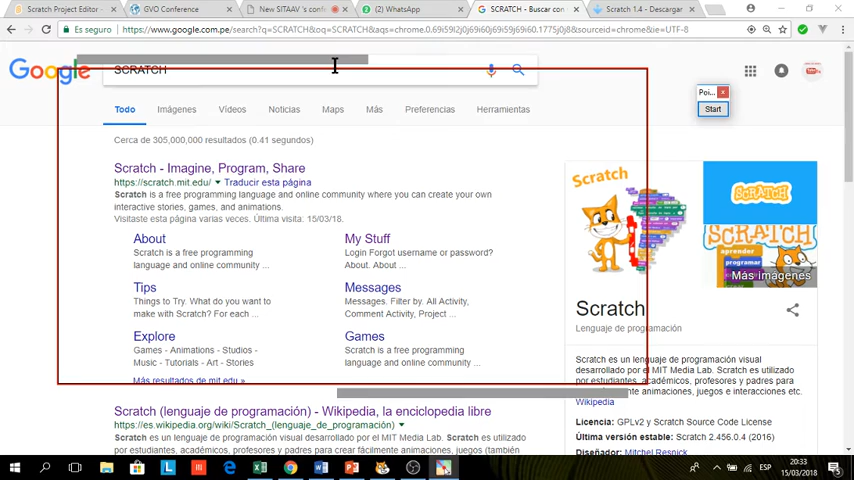 Scratch Project Editor -
GVO Conference
New SITAAV 's conf
(2) WhatsApp
SCRATCH - Buscar con
Scratch 1.4 - Descargar
Es seguro
https://www.google.com.pe/search?q=SCRATCH&oq=SCRATCH&aqs=chrome.0.69i59l2j0j69i60j69i59j69i60.1775j0j8&sourceid=chrome&ie=UTF-8
Google
SCRATCH
Poi...
Start
Todo
Imágenes
Vídeos
Noticias
Maps
Más
Preferencias
Herramientas
Cerca de 305,000,000 resultados (0.41 segundos)
Scratch - Imagine, Program, Share
https://scratch.mit.edu/ Traducir esta página
Scratch is a free programming language and online community where you can create your own
interactive stories, games, and animations.
Visitaste esta página varias veces. Última visita: 15/03/18.
About
Scratch is a free programming
language and online community ...
My Stuff
Login Forgot username or password?
About. About ...
Tips
Things to Try. What do you want to
make with Scratch? For each ...
Messages
Messages. Filter by. All Activity,
Comment Activity, Project ...
Explore
Games - Animations - Studios -
Music - Tutorials - Art - Stories
Games
Scratch is a free programming
language and online community ...
Más resultados de mit.edu »
Scratch (lenguaje de programación) - Wikipedia, la enciclopedia libre
https://es.wikipedia.org/wiki/Scratch_(lenguaje_de_programación)
Scratch es un lenguaje de programación visual desarrollado por el MIT Media Lab. Scratch es utilizado
por estudiantes, académicos, profesores y padres para crear fácilmente animaciones, juegos, (también
Scratch
SCRATCH
SCRATCH
aprender
programar
Más imágenes
Scratch
Lenguaje de programación
Scratch es un lenguaje de programación visual
desarrollado por el MIT Media Lab. Scratch es utilizado
por estudiantes, académicos, profesores y padres para
crear fácilmente animaciones, juegos e interacciones etc.
Wikipedia
Licencia: GPLv2 y Scratch Source Code License
Última versión estable: Scratch 2.456.0.4 (2016)
Diseñador: Mitchel Resnick
ESP
20:33
15/03/2018